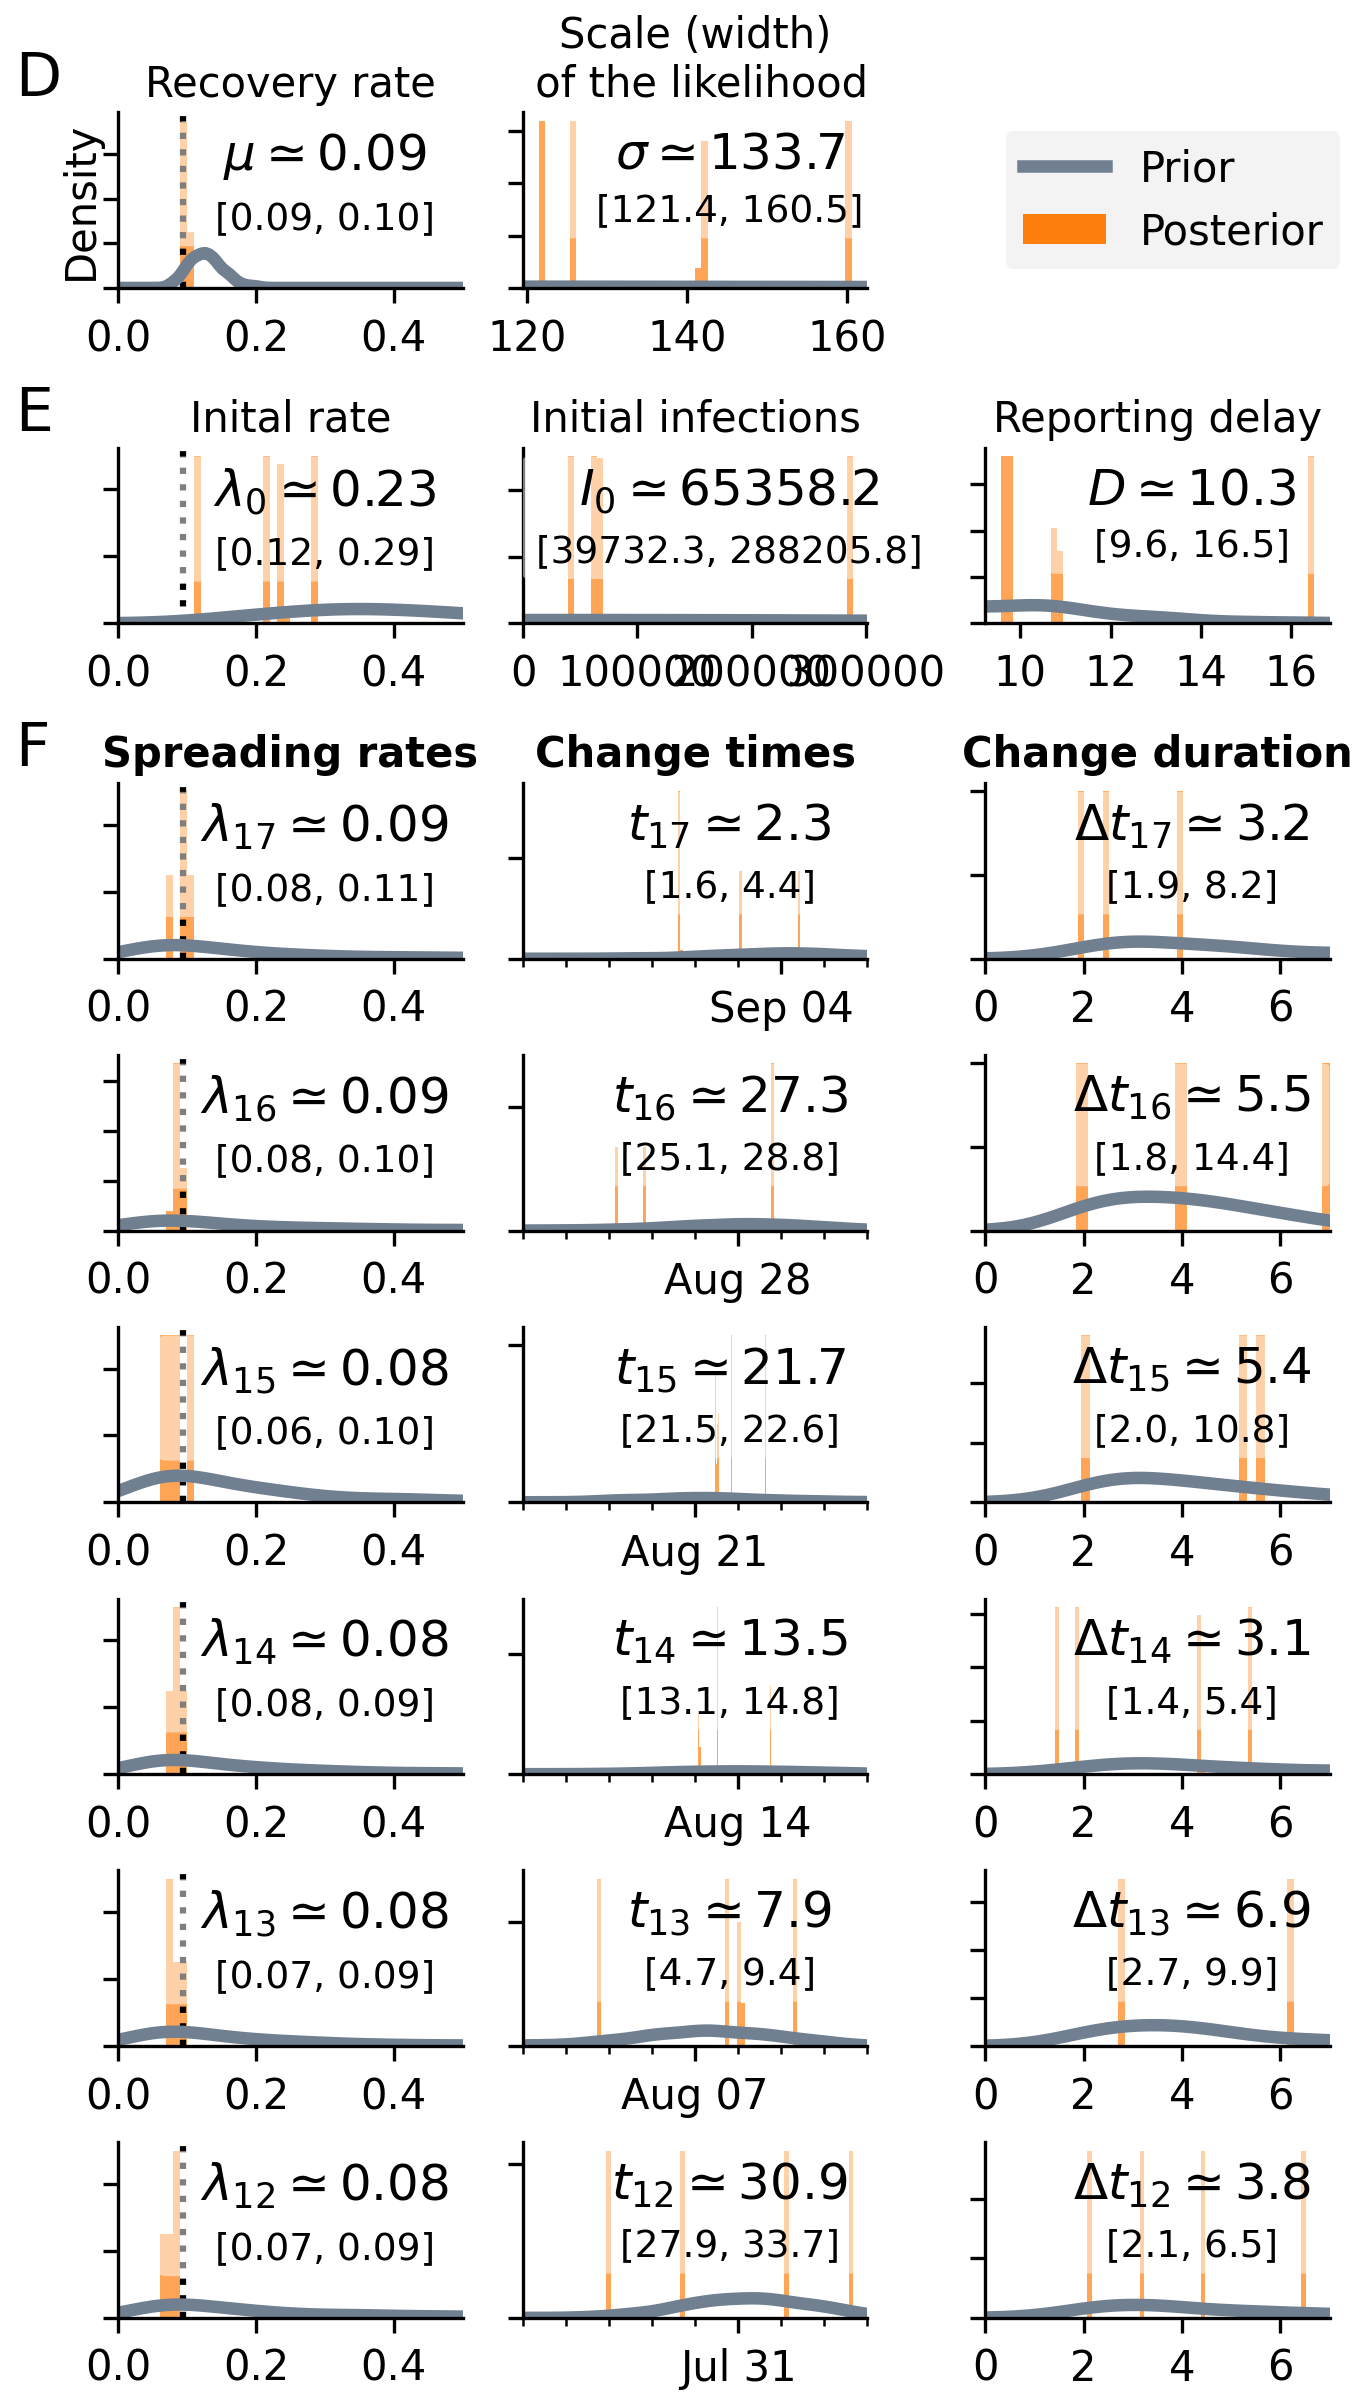 D
Recovery rate
Scale (width)
of the likelihood
Density
μ ≃ 0.09
[0.09, 0.10]
0.0 0.2 0.4
σ ≃ 133.7
[121.4, 160.5]
120 140 160
Prior
Posterior
E
Inital rate
λ0 ≃ 0.23
[0.12, 0.29]
0.0 0.2 0.4
Initial infections
I0 ≃ 65358.2
[39732.3, 288205.8]
0 100000 200000 300000
Reporting delay
D ≃ 10.3
[9.6, 16.5]
10 12 14 16
F
Spreading rates Change times Change duration
λ17 ≃ 0.09
[0.08, 0.11]
0.0 0.2 0.4
t17 ≃ 2.3
[1.6, 4.4]
Sep 04
Δt17 ≃ 3.2
[1.9, 8.2]
0 2 4 6
λ16 ≃ 0.09
[0.08, 0.10]
0.0 0.2 0.4
t16 ≃ 27.3
[25.1, 28.8]
Aug 28
Δt16 ≃ 5.5
[1.8, 14.4]
0 2 4 6
λ15 ≃ 0.08
[0.06, 0.10]
0.0 0.2 0.4
t15 ≃ 21.7
[21.5, 22.6]
Aug 21
Δt15 ≃ 5.4
[2.0, 10.8]
0 2 4 6
λ14 ≃ 0.08
[0.08, 0.09]
0.0 0.2 0.4
t14 ≃ 13.5
[13.1, 14.8]
Aug 14
Δt14 ≃ 3.1
[1.4, 5.4]
0 2 4 6
λ13 ≃ 0.08
[0.07, 0.09]
0.0 0.2 0.4
t13 ≃ 7.9
[4.7, 9.4]
Aug 07
Δt13 ≃ 6.9
[2.7, 9.9]
0 2 4 6
λ12 ≃ 0.08
[0.07, 0.09]
0.0 0.2 0.4
t12 ≃ 30.9
[27.9, 33.7]
Jul 31
Δt12 ≃ 3.8
[2.1, 6.5]
0 2 4 6